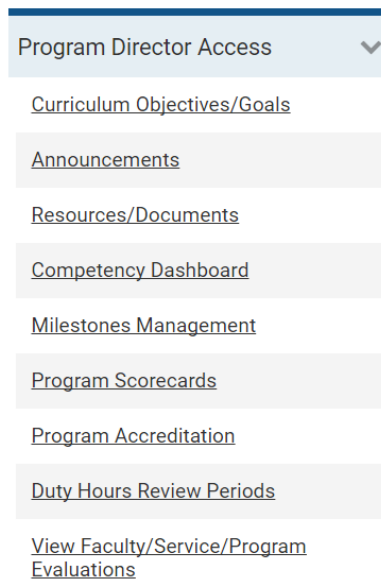 Program Director Access
Curriculum Objectives/Goals
Announcements
Resources/Documents
Competency Dashboard
Milestones Management
Program Scorecards
Program Accreditation
Duty Hours Review Periods
View Faculty/Service/Program
Evaluations